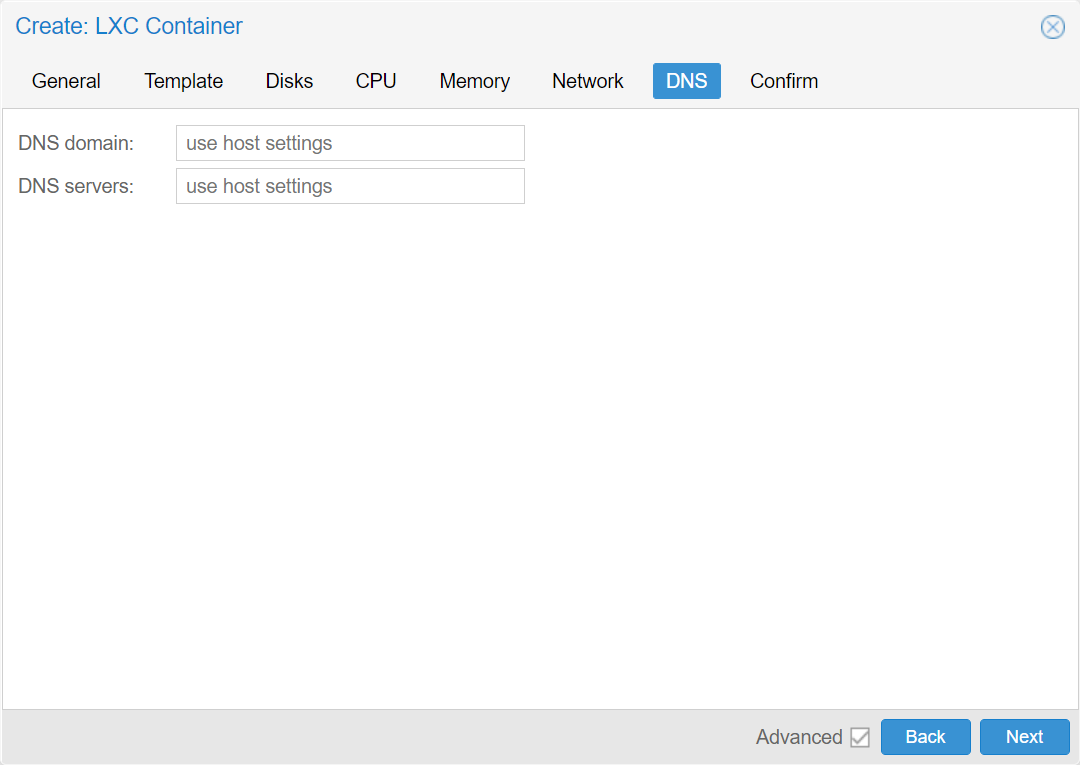 Create: LXC Container
General Template Disks CPU Memory Network DNS Confirm
DNS domain: use host settings
DNS servers: use host settings
Advanced Back Next